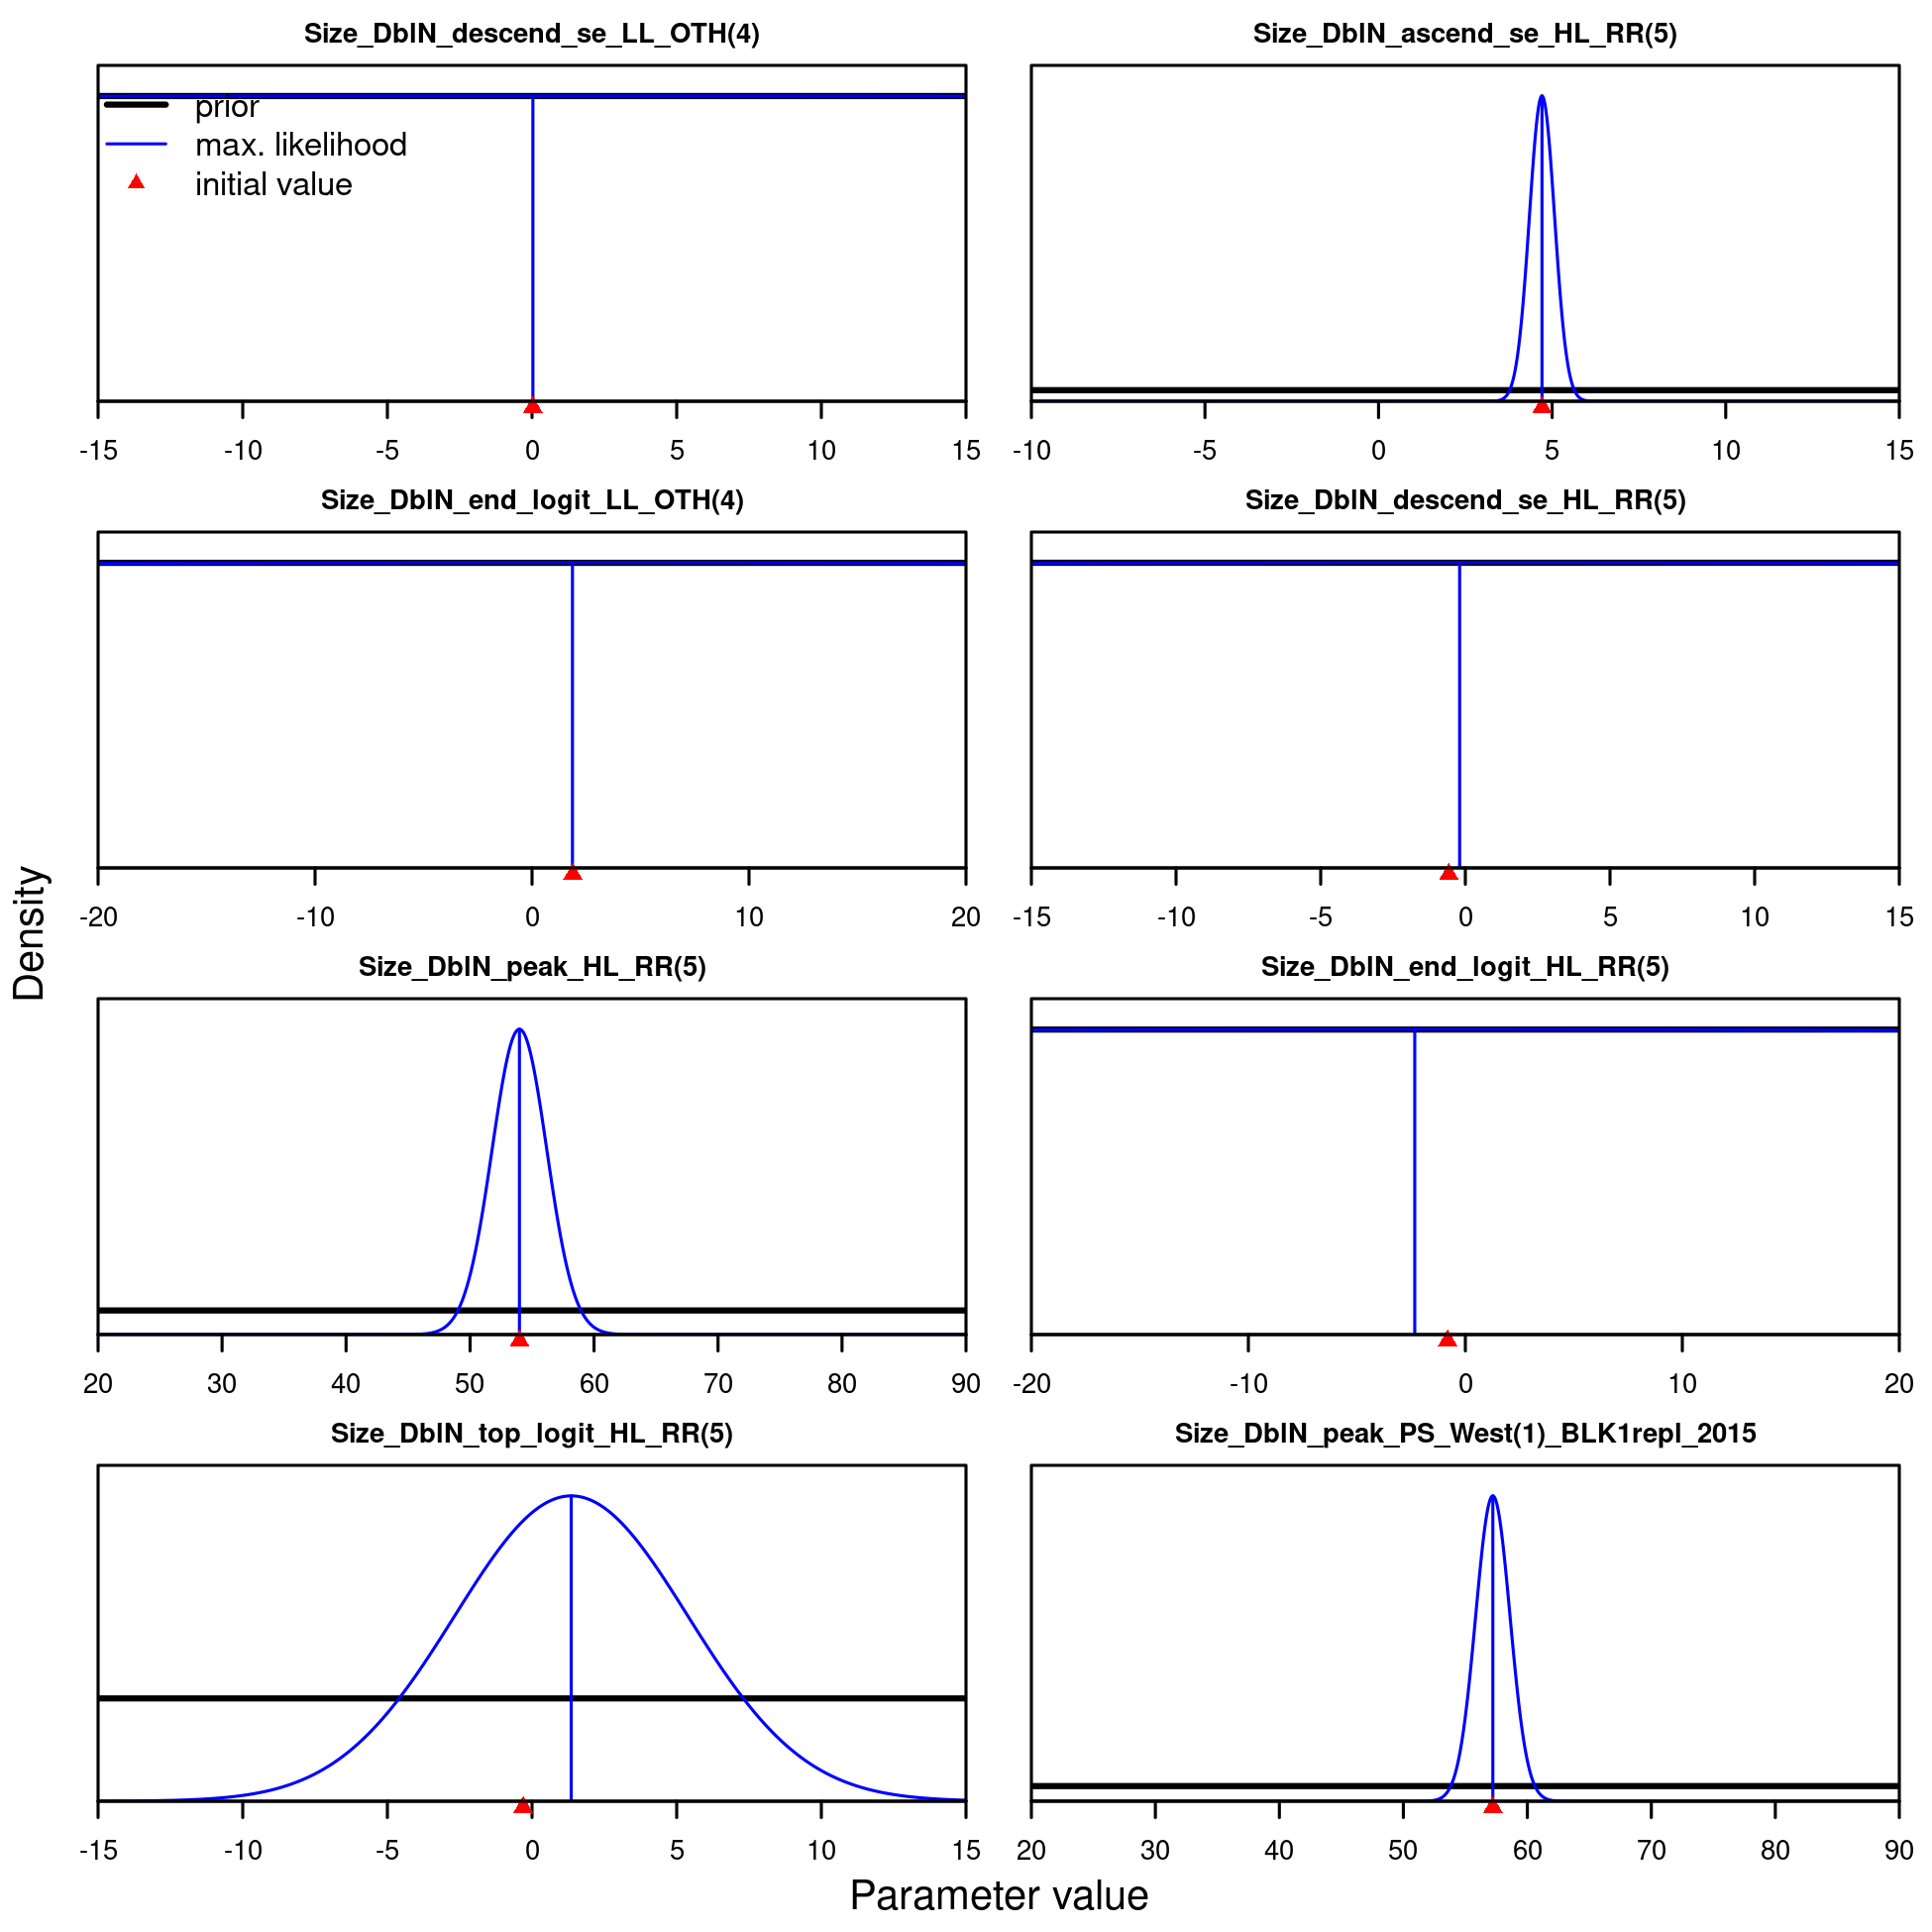 Size_DblN_descend_se_LL_OTH(4)
prior
max. likelihood
initial value
-15 -10 -5 0 5 10 15
Size_DblN_ascend_se_HL_RR(5)
-10 -5 0 5 10 15
Size_DblN_end_logit_LL_OTH(4)
-20 -10 0 10 20
Size_DblN_descend_se_HL_RR(5)
-15 -10 -5 0 5 10 15
Size_DblN_peak_HL_RR(5)
20 30 40 50 60 70 80 90
Size_DblN_end_logit_HL_RR(5)
-20 -10 0 10 20
Size_DblN_top_logit_HL_RR(5)
-15 -10 -5 0 5 10 15
Size_DblN_peak_PS_West(1)_BLK1repl_2015
20 30 40 50 60 70 80 90
Density
Parameter value